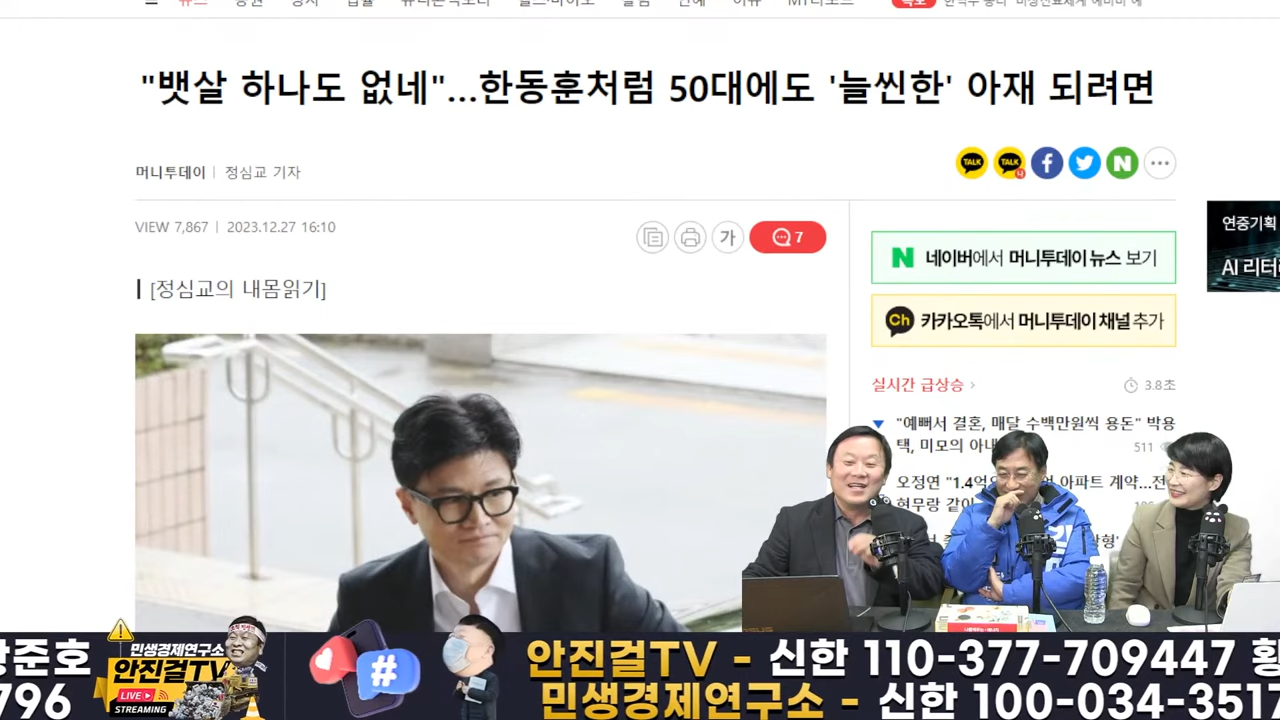 "뱃살 하나도 없네"...한동훈처럼 50대에도 '늘씬한' 아재 되려면
머니투데이 | 정심교 기자
TALK
TALK
VIEW 7,867 | 2023.12.27 16:10
가
7
[정심교의 내몸읽기]
연중기획
네이버에서 머니투데이 뉴스 보기
Ch 카카오톡에서 머니투데이 채널 추가
실시간 급상승 >
3.8초
"예뻐서 결혼, 매달 수백만원씩 용돈" 박용
택, 미모의 아내
511
오정연 "1.4억
아파트 계약...전
현무랑 같이
민생경제연구소
안진걸TV
LIVE
STREAMING
#
준호
796
안진걸TV - 신한 110-377-709447 황
민생경제연구소 - 신한 100-034-3517